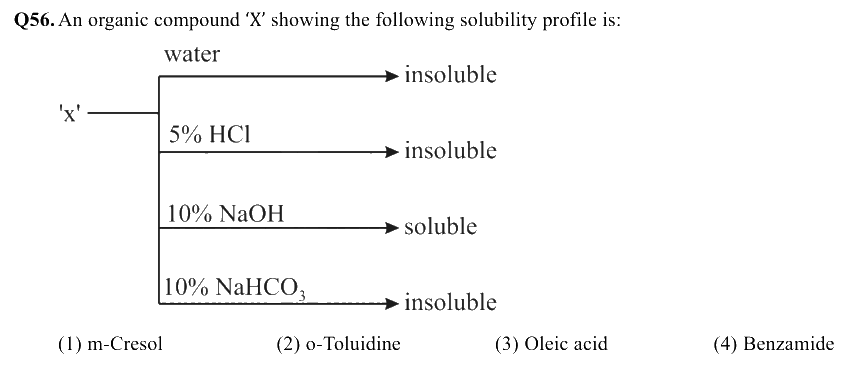 Q56. An organic compound ‘X’ showing the following solubility profile is:
water
insoluble
'x'
5% HCl
insoluble
10% NaOH
soluble
10% NaHCO₃
insoluble
(1) m-Cresol (2) o-Toluidine (3) Oleic acid (4) Benzamide